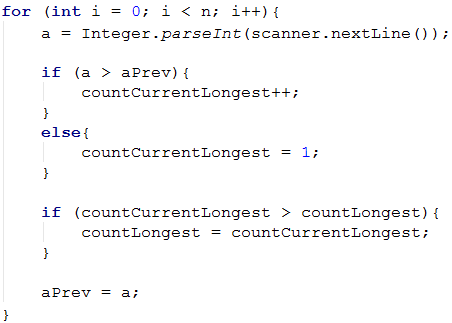 for (int i = 0; i < n; i++){
    a = Integer.parseInt(scanner.nextLine());

    if (a > aPrev){
        countCurrentLongest++;
    }
    else{
        countCurrentLongest = 1;
    }

    if (countCurrentLongest > countLongest){
        countLongest = countCurrentLongest;
    }

    aPrev = a;
}